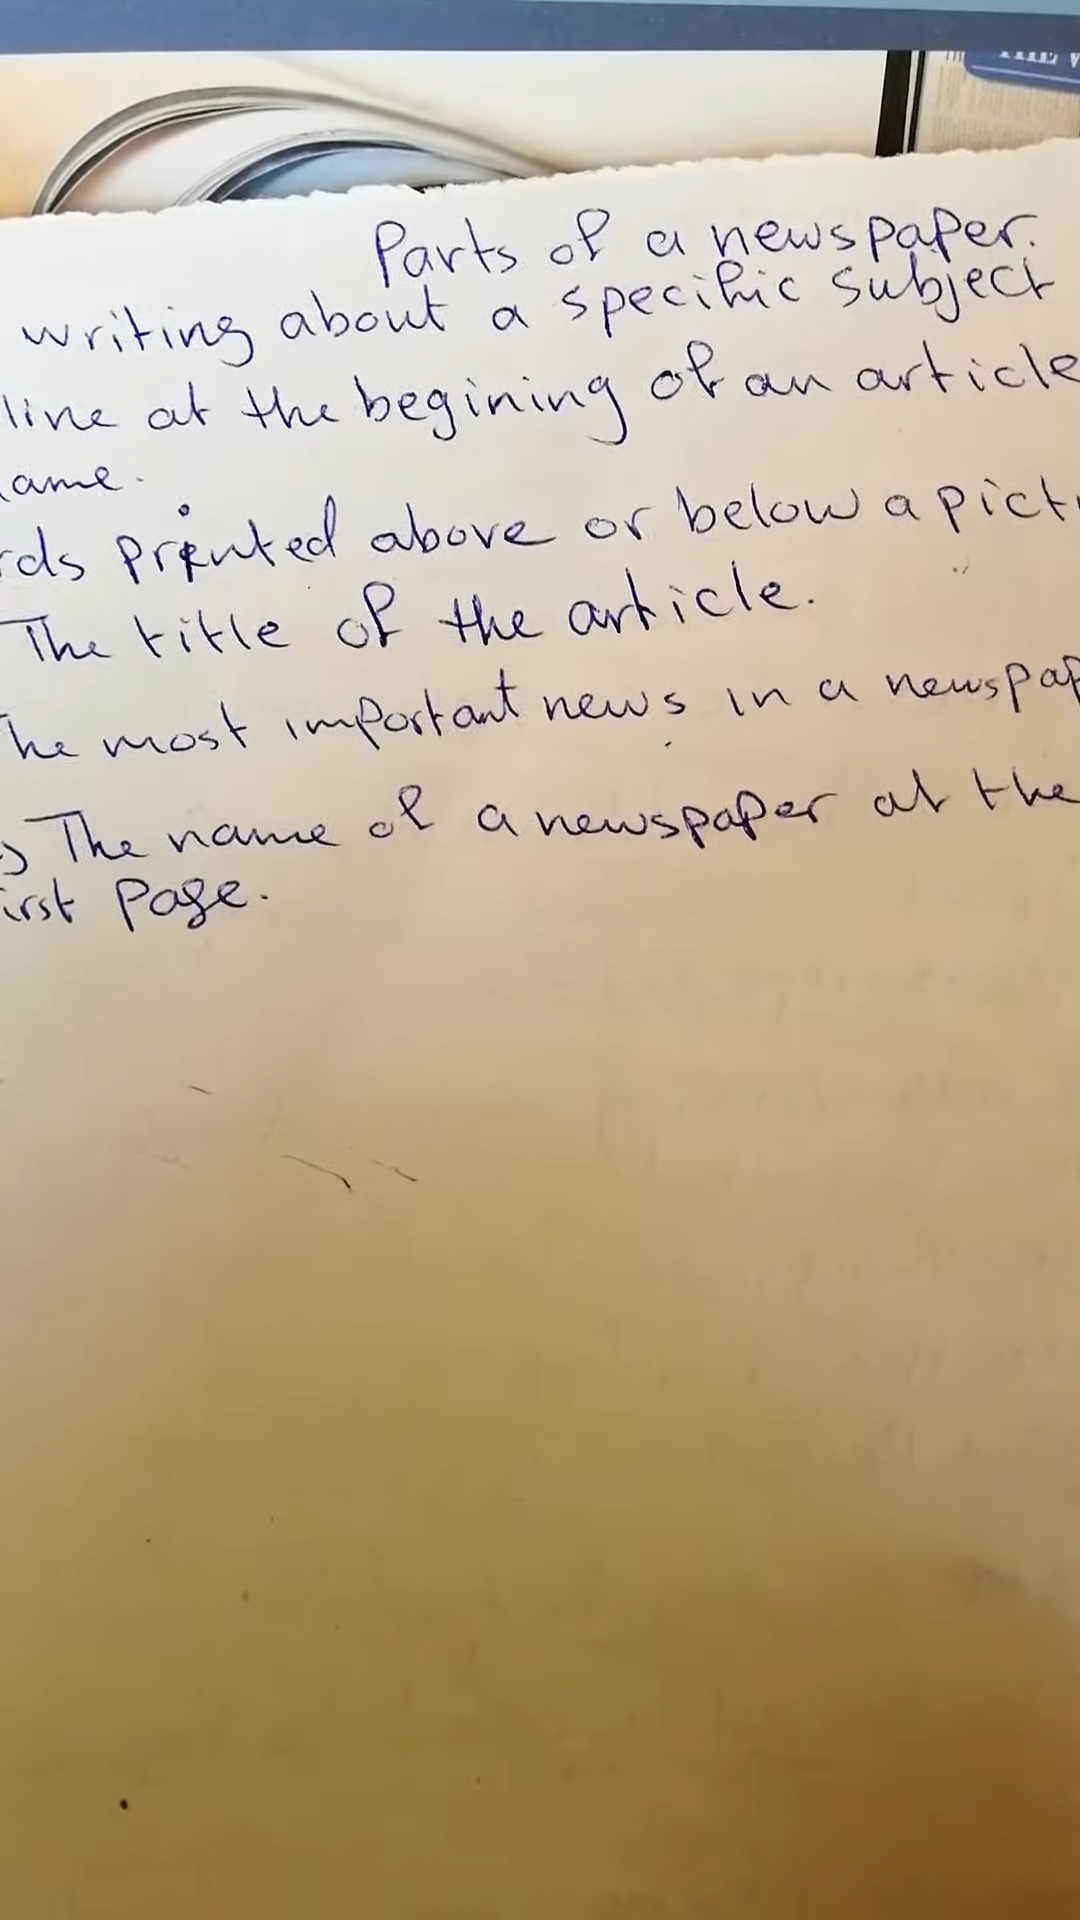 THE
Parts of a newspaper.
writing about a specific subject
line at the begining of an article
ame.
rds printed above or below a pict
The title of the article.
he most important news in a newspap
The name of a newspaper at the
irst page.